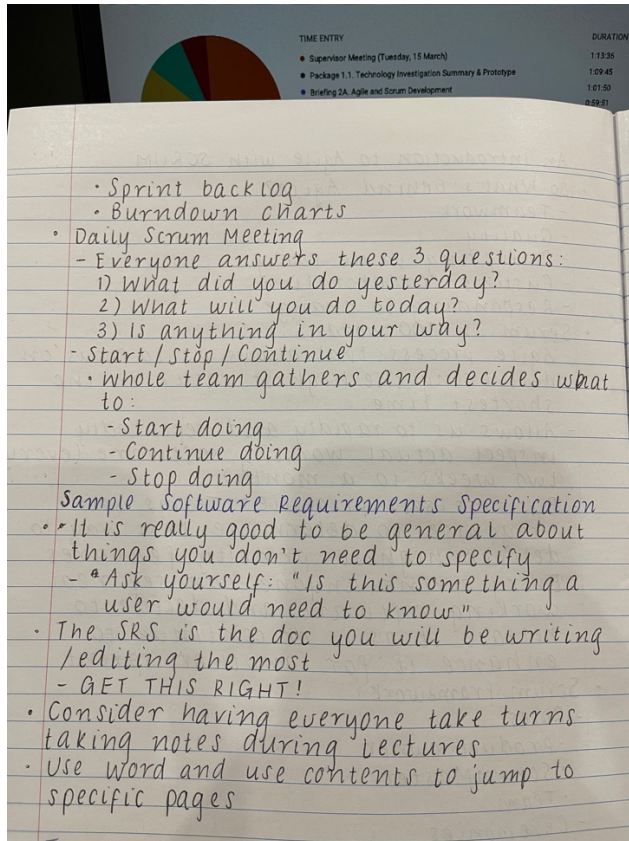 TIME ENTRY DURATION
• Supervisor Meeting (Tuesday, 15 March) 1:13:35
• Package 1.1. Technology Investigation Summary & Prototype 1:09:45
• Briefing 2A. Agile and Scrum Development 1:01:50
0:59:51
• Sprint backlog
• Burndown charts
• Daily Scrum Meeting
- Everyone answers these 3 questions:
1) What did you do yesterday?
2) What will you do today?
3) Is anything in your way?
- Start / Stop / Continue
• Whole team gathers and decides what
to:
- Start doing
- Continue doing
- Stop doing
Sample Software Requirements Specification
• It is really good to be general about
things you don't need to specify
- Ask yourself: "Is this something a
user would need to know"
• The SRS is the doc you will be writing
/editing the most
- GET THIS RIGHT!
• Consider having everyone take turns
taking notes during lectures
• Use Word and use contents to jump to
specific pages